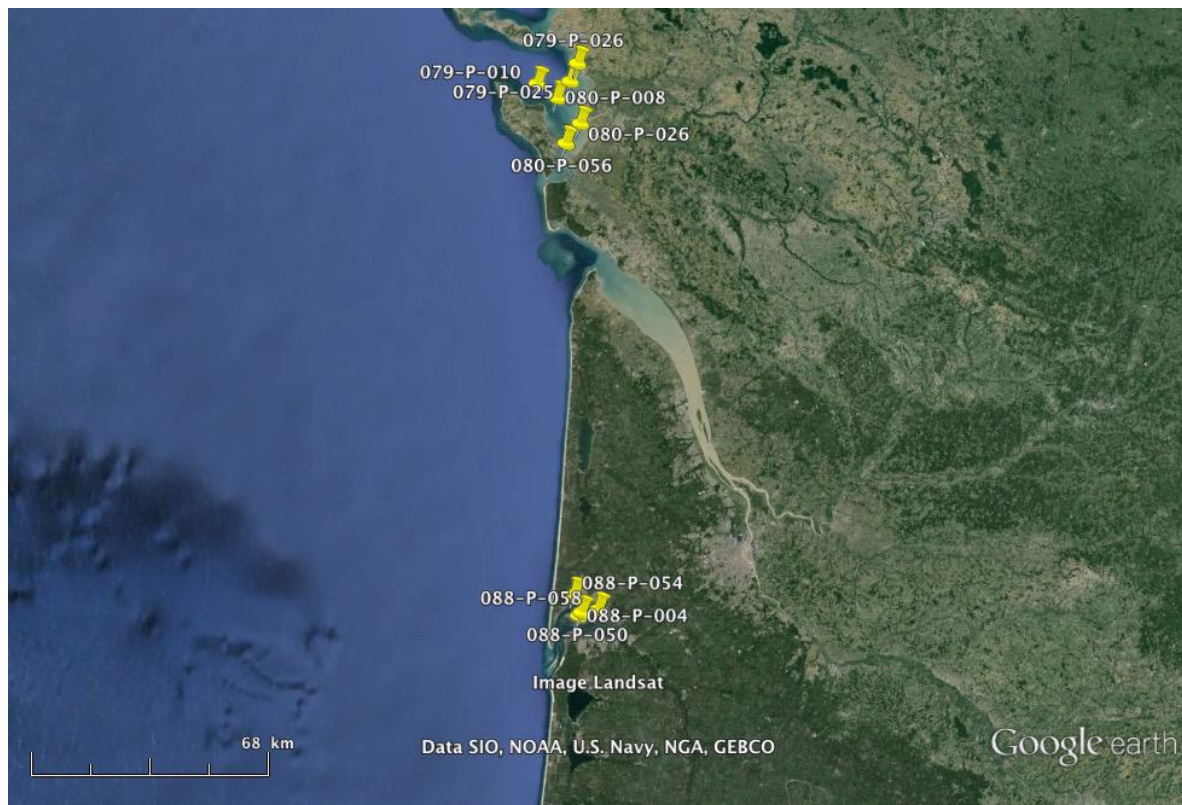 079-P-026
079-P-010
079-P-025
080-P-008
080-P-026
080-P-056
088-P-054
088-P-058
088-P-004
088-P-050
Image Landsat
68 km
Data SIO, NOAA, U.S. Navy, NGA, GEBCO
Google earth